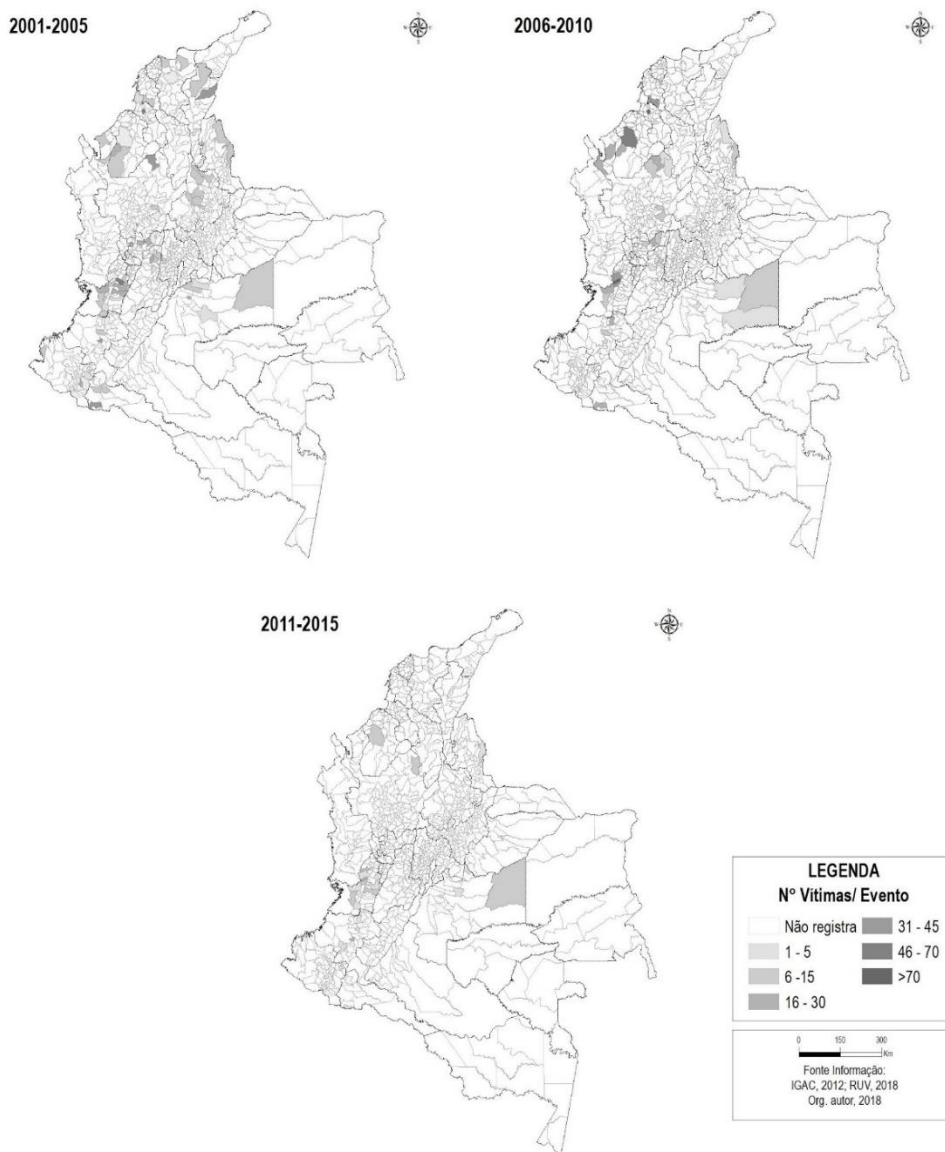 2001-2005
2006-2010
2011-2015
LEGENDA
Nº Vitimas/ Evento
Não registra
1 - 5
6 -15
16 - 30
31 - 45
46 - 70
>70
0 150 300
Km
Fonte Informação:
IGAC, 2012; RUV, 2018
Org. autor, 2018